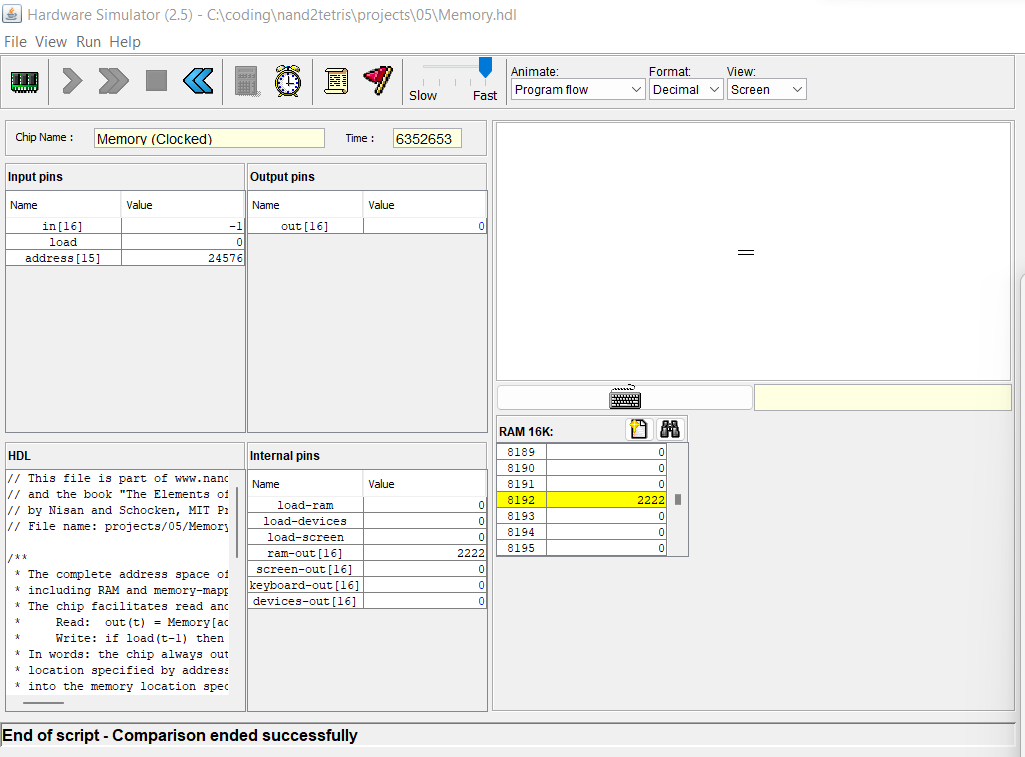 Hardware Simulator (2.5) - C:\coding\nand2tetris\projects\05\Memory.hdl
File View Run Help
Slow Fast
Animate: Format: View:
Program flow Decimal Screen
Chip Name : Memory (Clocked) Time : 6352653
Input pins
Name Value
in[16] -1
load 0
address[15] 24576
Output pins
Name Value
out[16] 0
HDL
// This file is part of www.nand
// and the book "The Elements of
// by Nisan and Schocken, MIT Pr
// File name: projects/05/Memory
/**
* The complete address space of
* including RAM and memory-mapp
* The chip facilitates read and
* Read: out(t) = Memory[ad
* Write: if load(t-1) then
* In words: the chip always out
* location specified by address
* into the memory location spec
Internal pins
Name Value
load-ram 0
load-devices 0
load-screen 0
ram-out[16] 2222
screen-out[16] 0
keyboard-out[16] 0
devices-out[16] 0
RAM 16K:
8189 0
8190 0
8191 0
8192 2222
8193 0
8194 0
8195 0
End of script - Comparison ended successfully